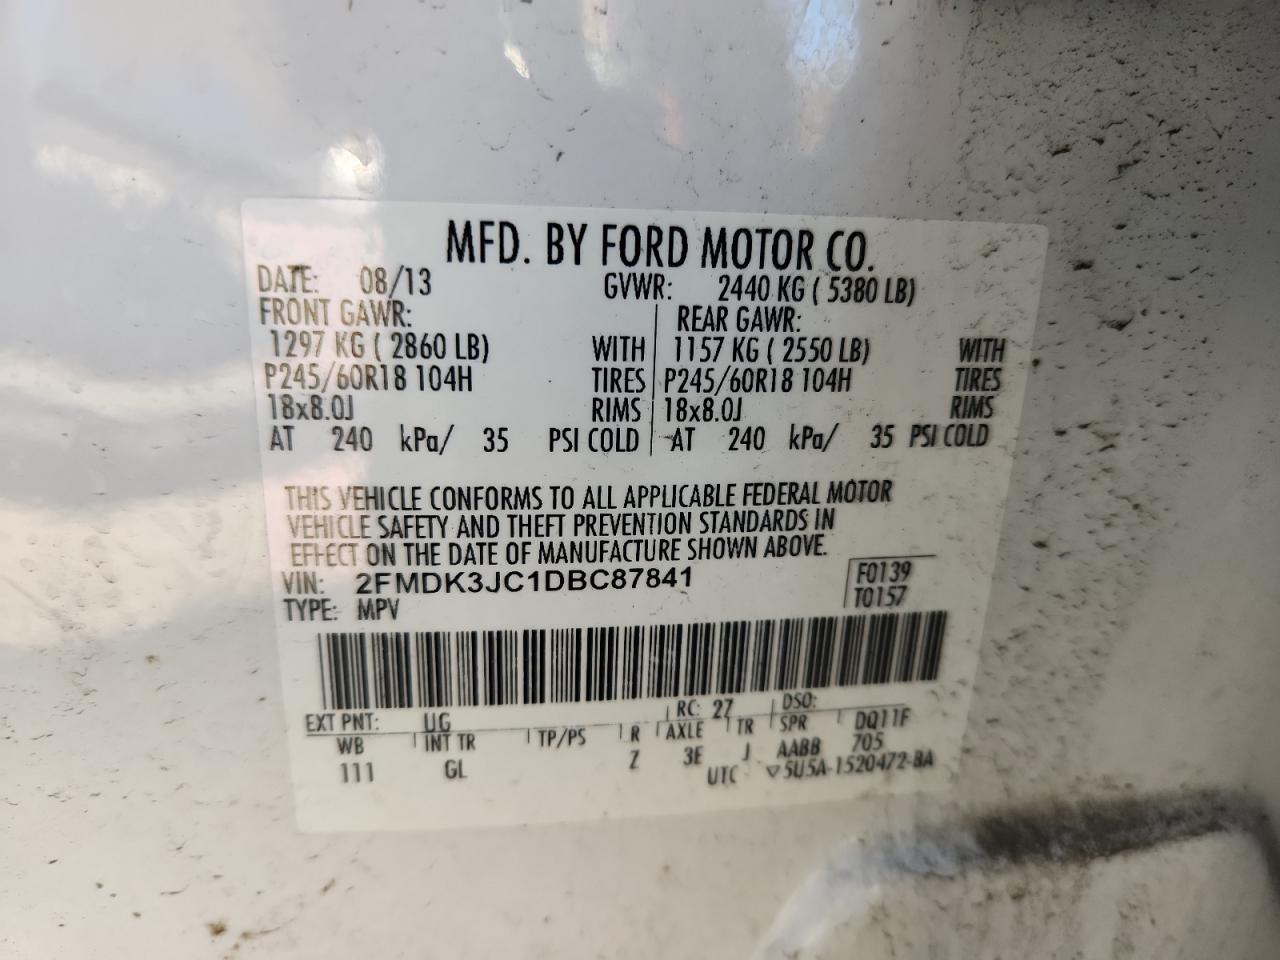 MFD. BY FORD MOTOR CO.
DATE: 08/13 GVWR: 2440 KG ( 5380 LB)
FRONT GAWR: REAR GAWR:
1297 KG ( 2860 LB) WITH 1157 KG ( 2550 LB) WITH
P245/60R18 104H TIRES P245/60R18 104H TIRES
18x8.0J RIMS 18x8.0J RIMS
AT 240 kPa/ 35 PSI COLD AT 240 kPa/ 35 PSI COLD
THIS VEHICLE CONFORMS TO ALL APPLICABLE FEDERAL MOTOR
VEHICLE SAFETY AND THEFT PREVENTION STANDARDS IN
EFFECT ON THE DATE OF MANUFACTURE SHOWN ABOVE.
VIN: 2FMDK3JC1DBC87841 F0139
TYPE: MPV T0157
EXT PNT: UG RC: 27 DSO:
WB INT TR TP/PS R AXLE TR SPR DQ11F
111 GL Z 3E J AABB 705
UTC ▽5U5A-1520472-BA